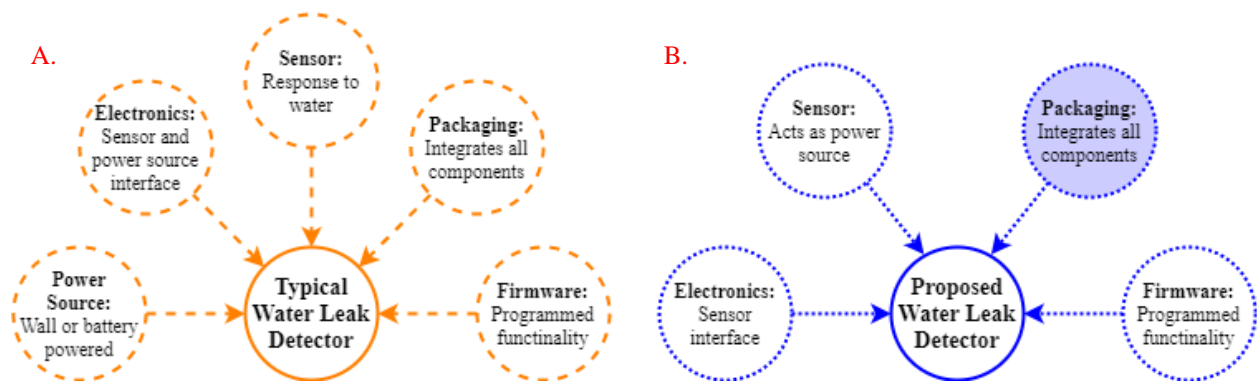 A.
Sensor:
Response to
water
Electronics:
Sensor and
power source
interface
Packaging:
Integrates all
components
Power
Source:
Wall or battery
powered
Typical
Water Leak
Detector
Firmware:
Programmed
functinality
B.
Sensor:
Acts as power
source
Packaging:
Integrates all
components
Electronics:
Sensor
interface
Proposed
Water Leak
Detector
Firmware:
Programmed
functinality